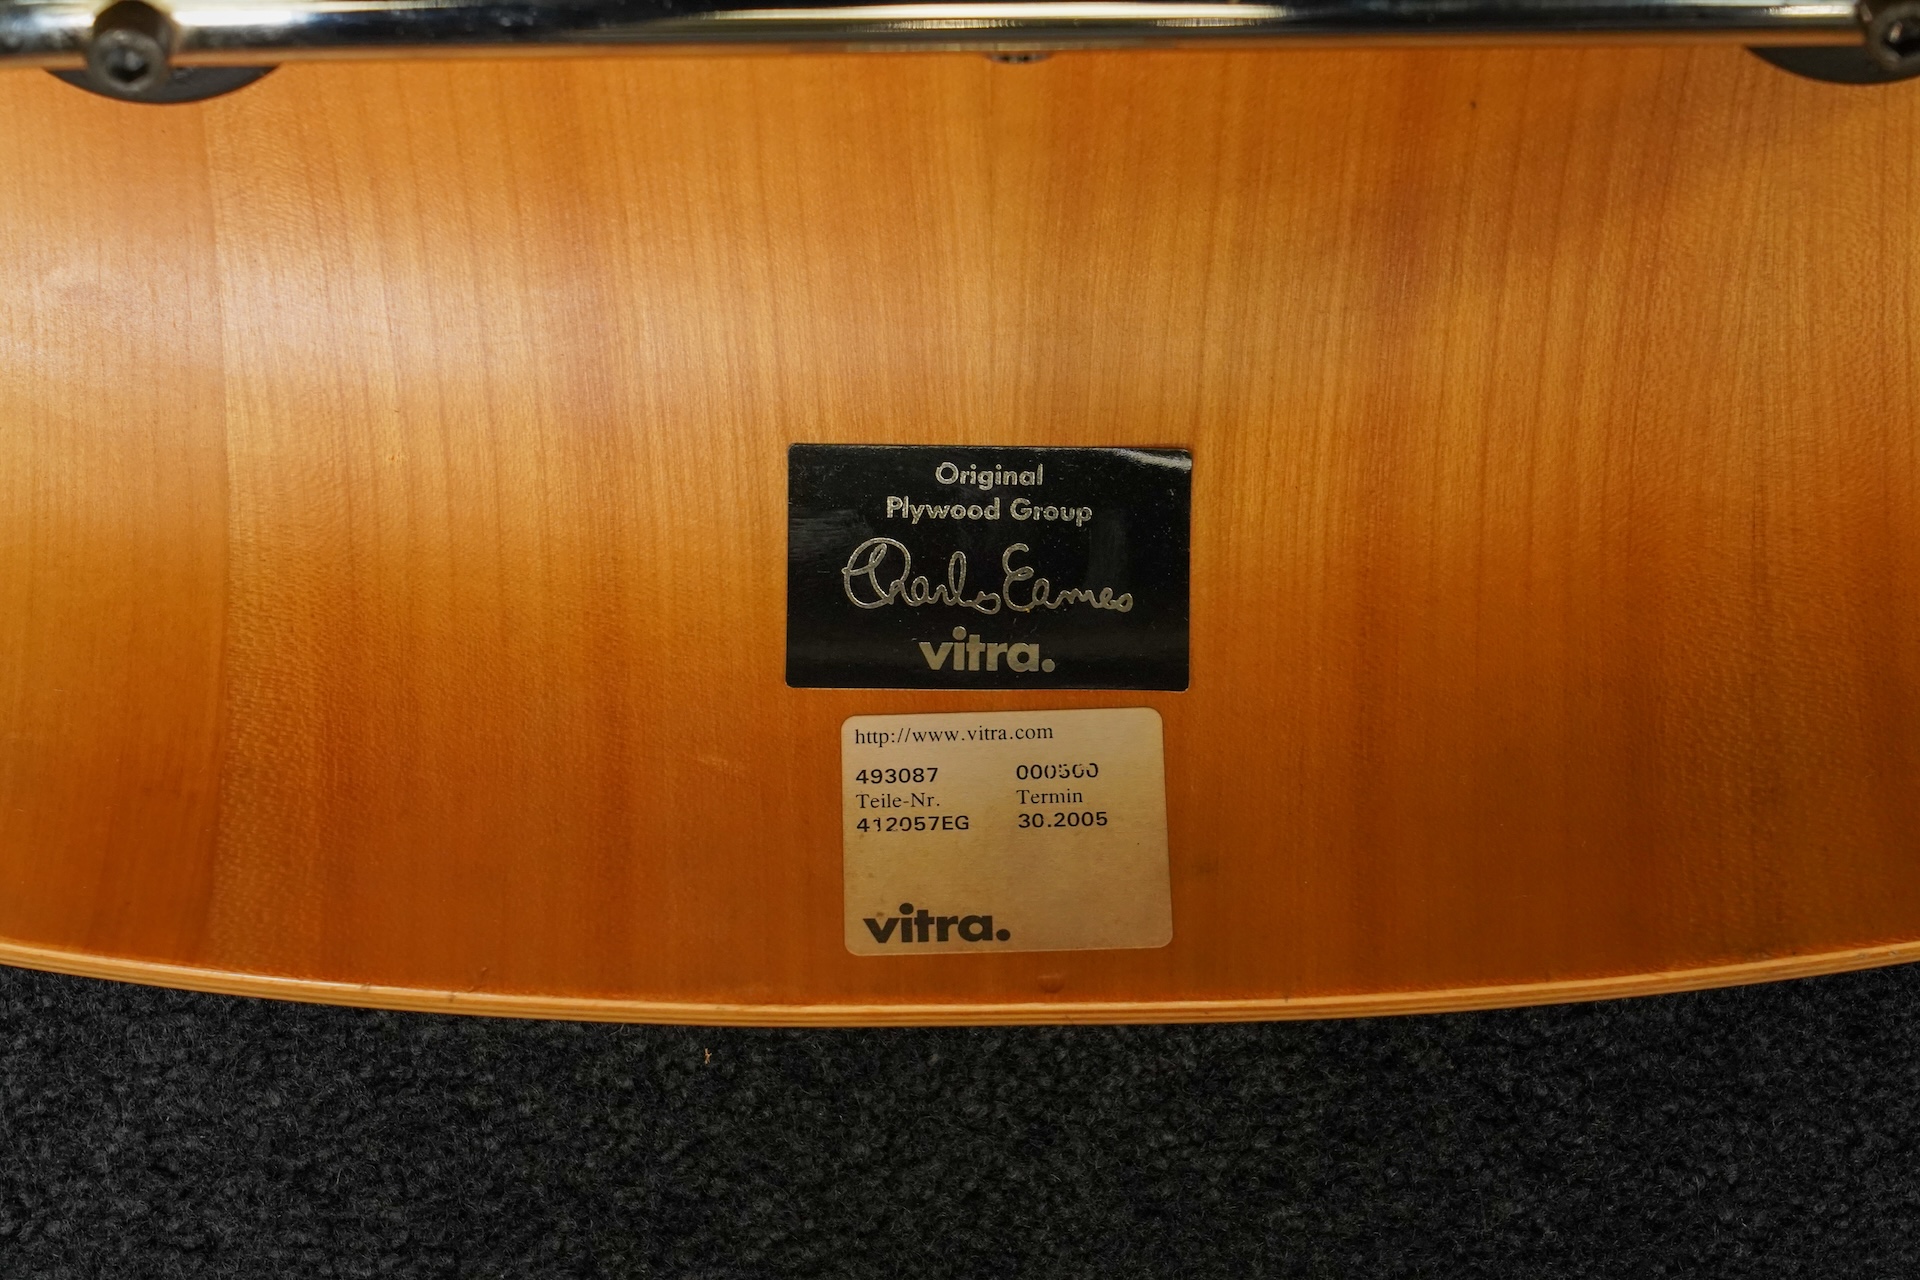 Original
Plywood Group
Charles Eames
vitra.
http://www.vitra.com
493087 000500
Teile-Nr. Termin
412057EG 30.2005
vitra.